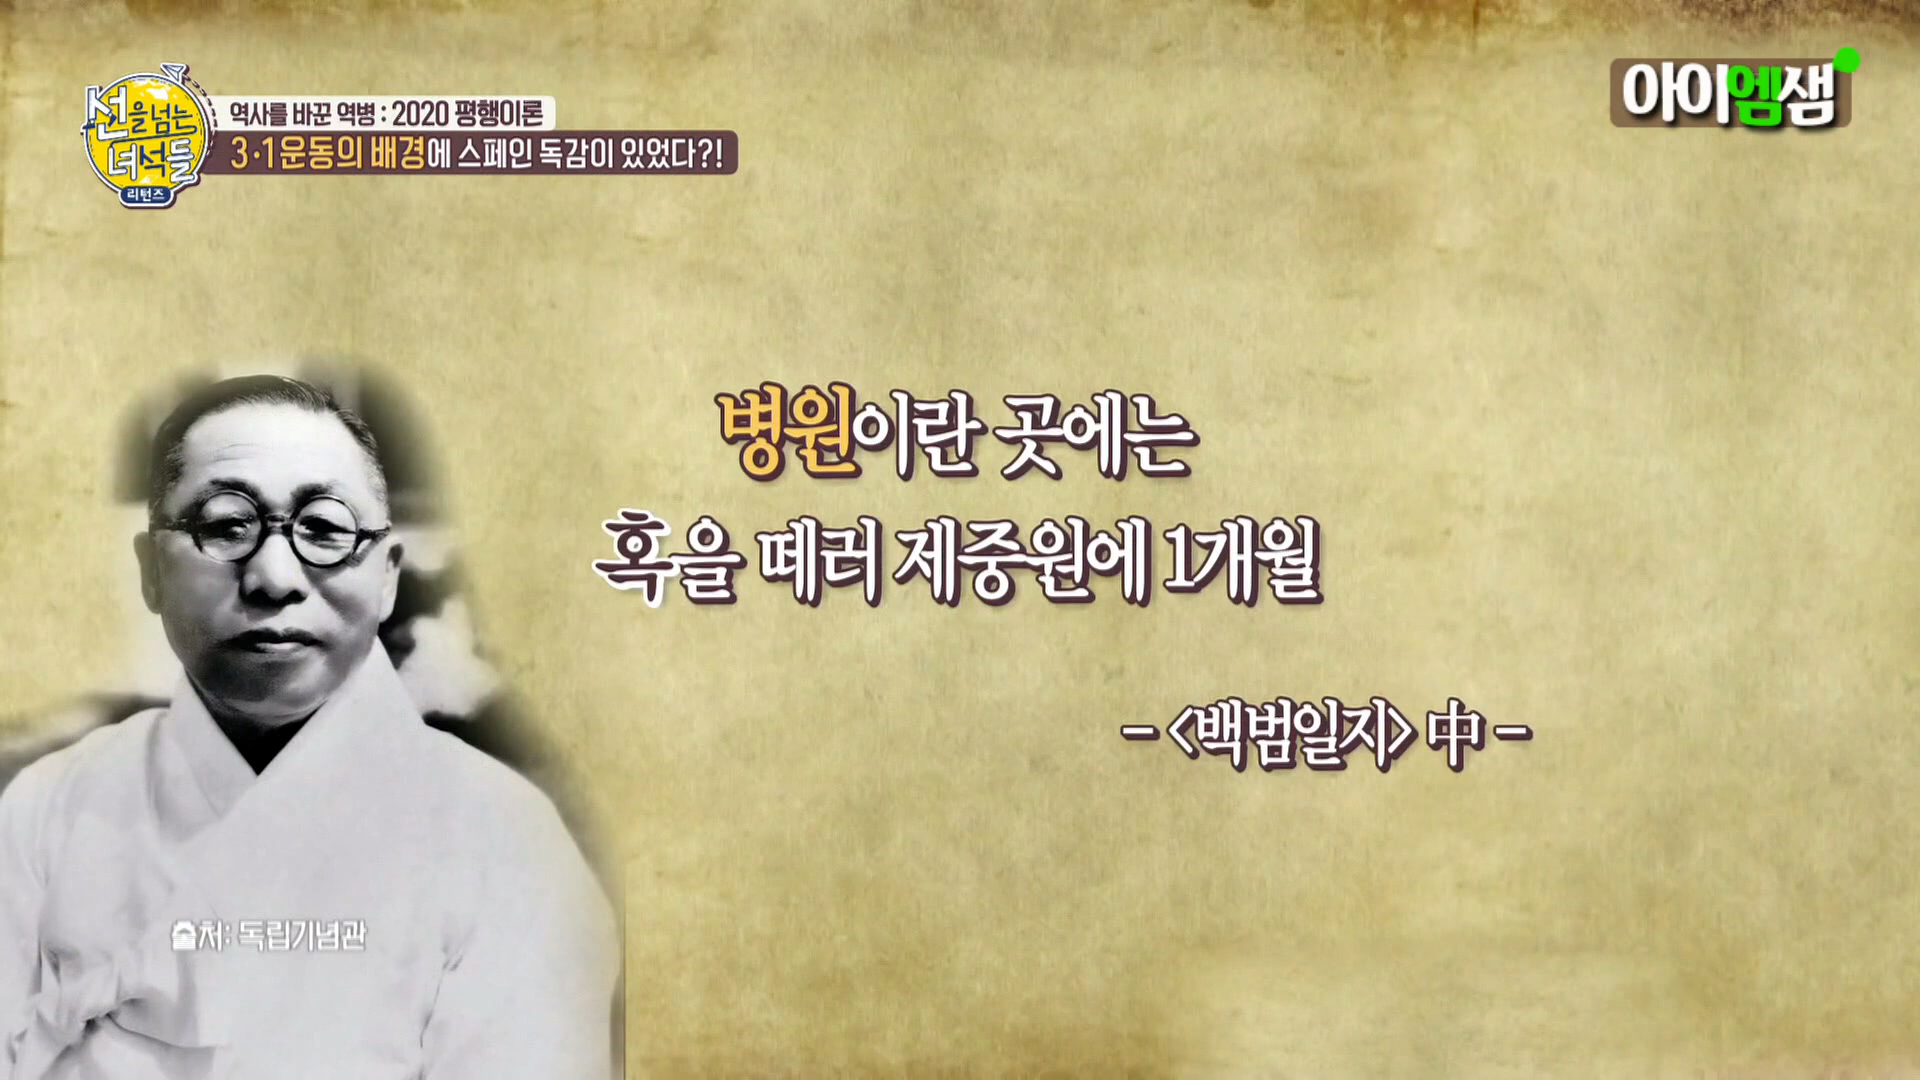 선을넘는
녀석들
리턴즈
역사를 바꾼 역병 : 2020 평행이론
3·1운동의 배경에 스페인 독감이 있었다?!
아이엠샘
병원이란 곳에는
혹을 떼러 제중원에 1개월
- <백범일지> 中 -
출처: 독립기념관